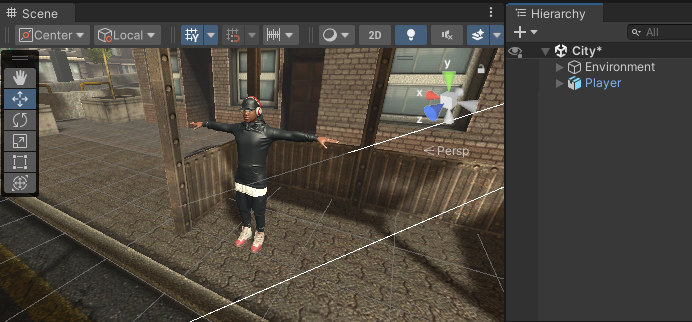 Scene
Hierarchy
Center
Local
2D
All
City*
Environment
Player
y
x
z
Persp